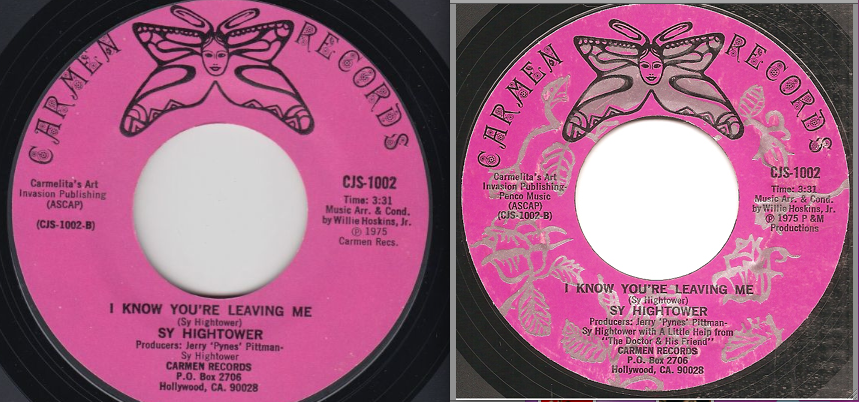 CARMEN RECORDS
Carmelita's Art
Invasion Publishing
(ASCAP)
(CJS-1002-B)
CJS-1002
Time: 3:31
Music Arr. & Cond.
by Willie Hoskins, Jr.
℗ 1975
Carmen Recs.
I KNOW YOU'RE LEAVING ME
(Sy Hightower)
SY HIGHTOWER
Producers: Jerry 'Pynes' Pittman-
Sy Hightower
CARMEN RECORDS
P.O. Box 2706
Hollywood, CA. 90028
CARMEN RECORDS
Carmelita's Art
Invasion Publishing-
Penco Music
(ASCAP)
(CJS-1002-B)
CJS-1002
Time: 3:31
Music Arr. & Cond.
by Willie Hoskins, Jr.
℗ 1975 P &M
Productions
I KNOW YOU'RE LEAVING ME
(Sy Hightower)
SY HIGHTOWER
Producers: Jerry 'Pynes' Pittman-
Sy Hightower with A Little Help from
"The Doctor & His Friend"
CARMEN RECORDS
P.O. Box 2706
Hollywood, CA. 90028